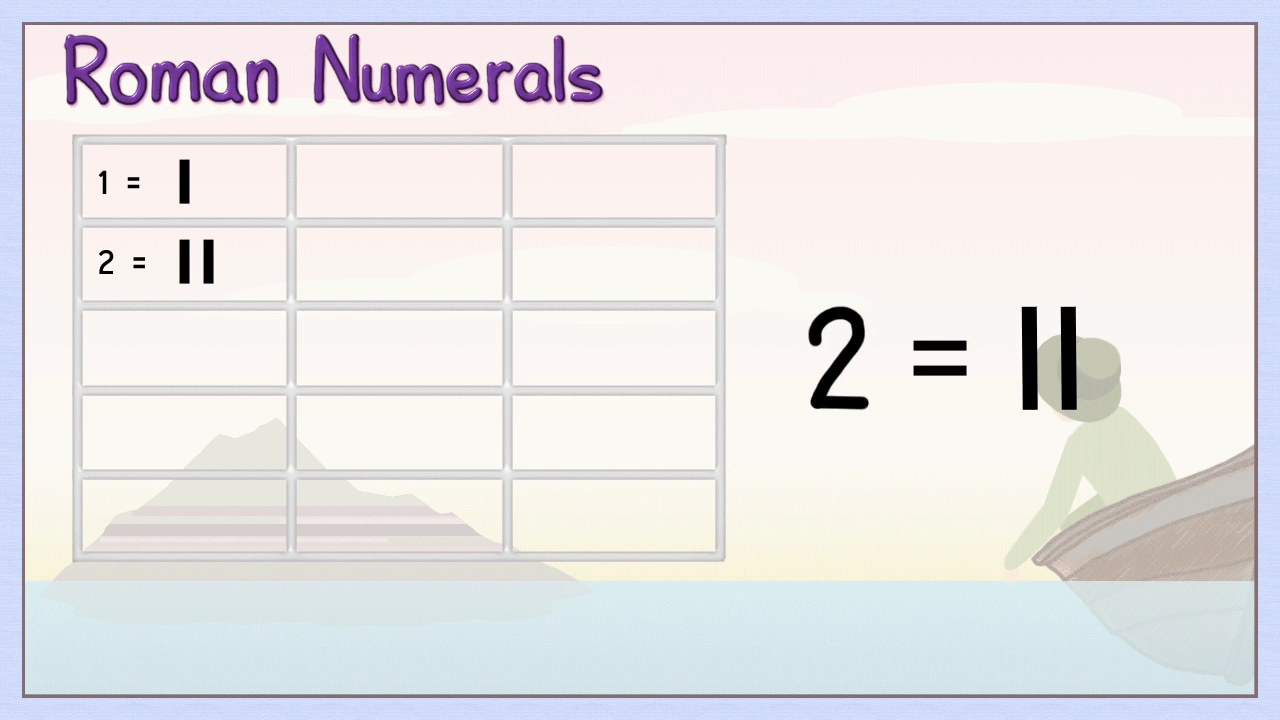 Roman Numerals
1 = I
2 = II
2 = II